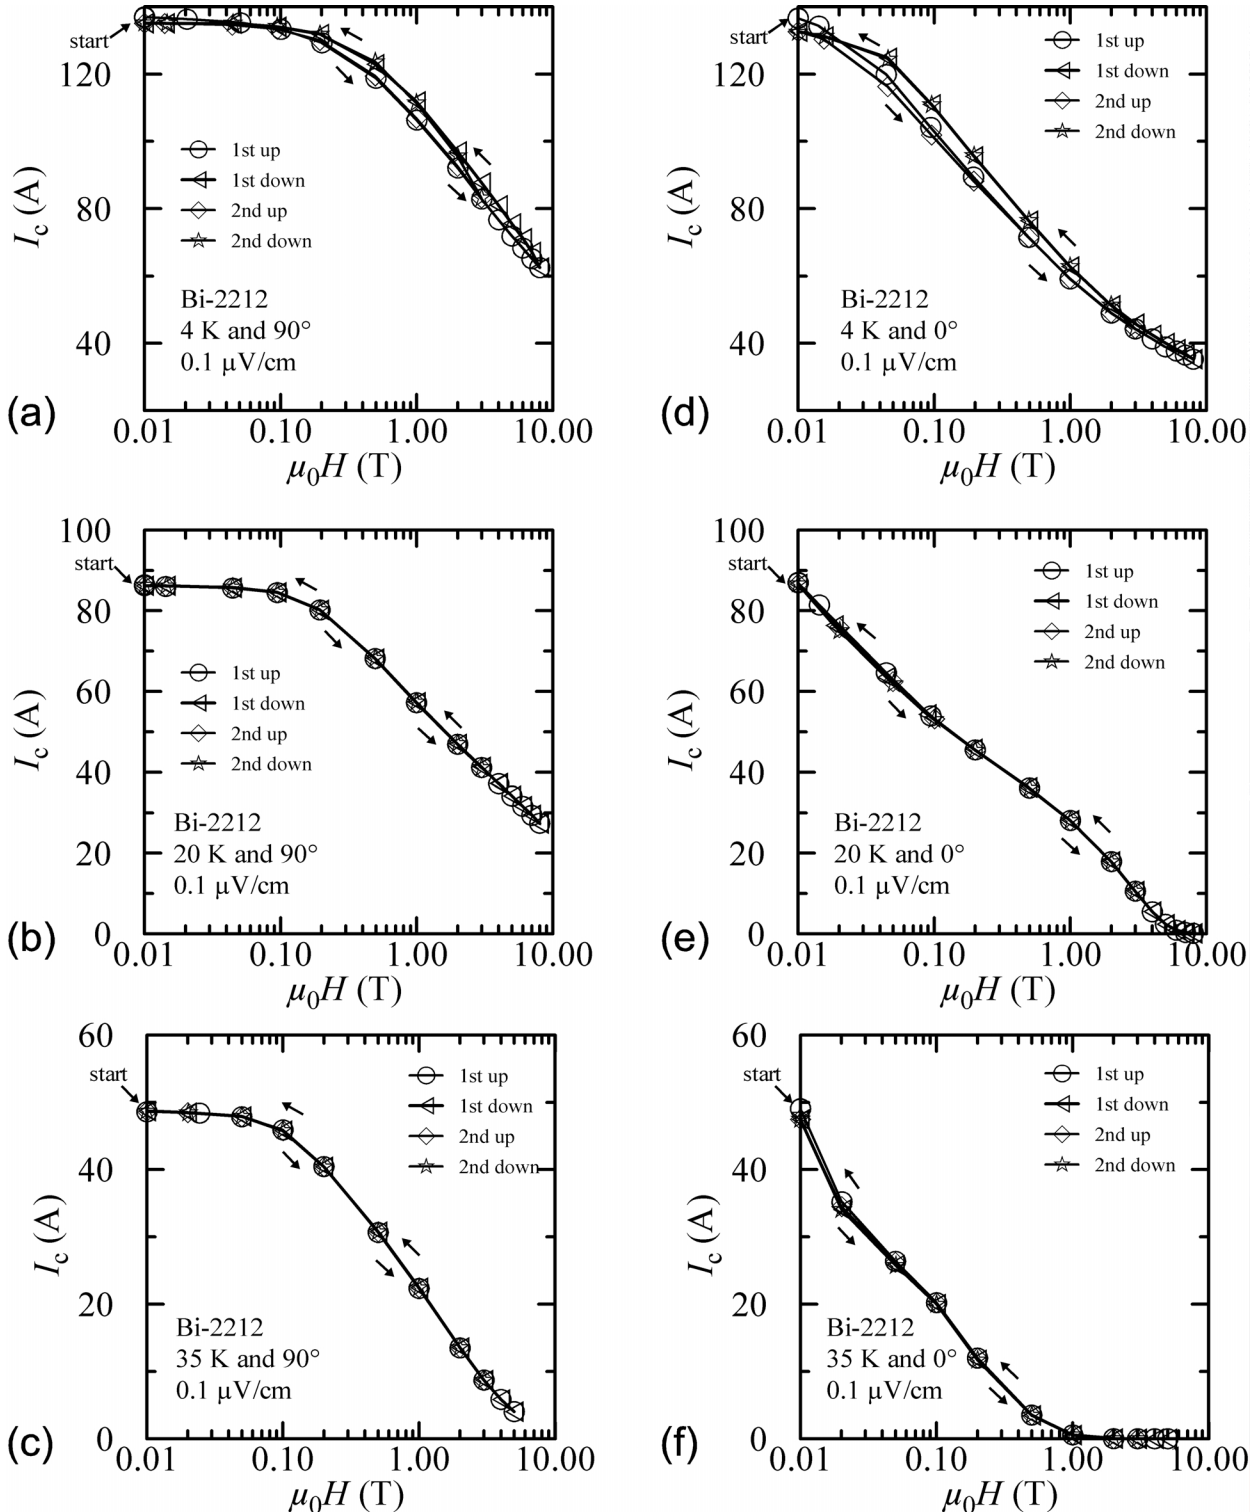 start
120
80
40
I_c (A)
1st up
1st down
2nd up
2nd down
Bi-2212
4 K and 90°
0.1 μV/cm
(a)
0.01 0.10 1.00 10.00
μ₀H (T)
start
120
80
40
I_c (A)
1st up
1st down
2nd up
2nd down
Bi-2212
4 K and 0°
0.1 μV/cm
(d)
0.01 0.10 1.00 10.00
μ₀H (T)
100
start
80
60
40
20
0
I_c (A)
1st up
1st down
2nd up
2nd down
Bi-2212
20 K and 90°
0.1 μV/cm
(b)
0.01 0.10 1.00 10.00
μ₀H (T)
100
start
80
60
40
20
0
I_c (A)
1st up
1st down
2nd up
2nd down
Bi-2212
20 K and 0°
0.1 μV/cm
(e)
0.01 0.10 1.00 10.00
μ₀H (T)
60
start
40
20
0
I_c (A)
1st up
1st down
2nd up
2nd down
Bi-2212
35 K and 90°
0.1 μV/cm
(c)
0.01 0.10 1.00 10.00
μ₀H (T)
60
start
40
20
0
I_c (A)
1st up
1st down
2nd up
2nd down
Bi-2212
35 K and 0°
0.1 μV/cm
(f)
0.01 0.10 1.00 10.00
μ₀H (T)